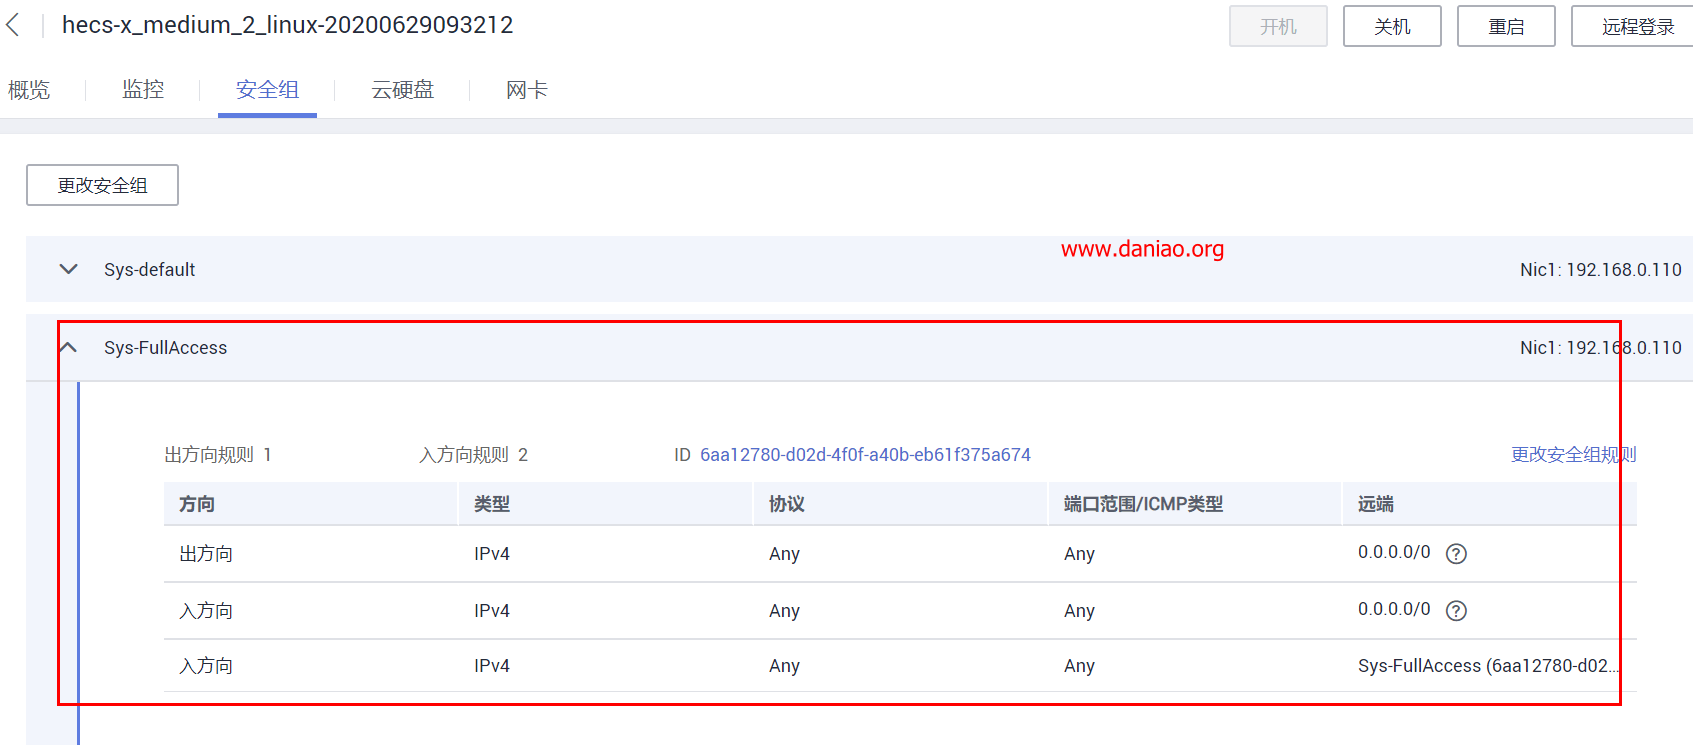 hecs-x_medium_2_linux-20200629093212
开机 关机 重启 远程登录
概览 监控 安全组 云硬盘 网卡
更改安全组
www.daniao.org
Sys-default Nic1: 192.168.0.110
Sys-FullAccess Nic1: 192.168.0.110
出方向规则 1 入方向规则 2 ID 6aa12780-d02d-4f0f-a40b-eb61f375a674 更改安全组规则
方向 类型 协议 端口范围/ICMP类型 远端
出方向 IPv4 Any Any 0.0.0.0/0 ?
入方向 IPv4 Any Any 0.0.0.0/0 ?
入方向 IPv4 Any Any Sys-FullAccess (6aa12780-d02...